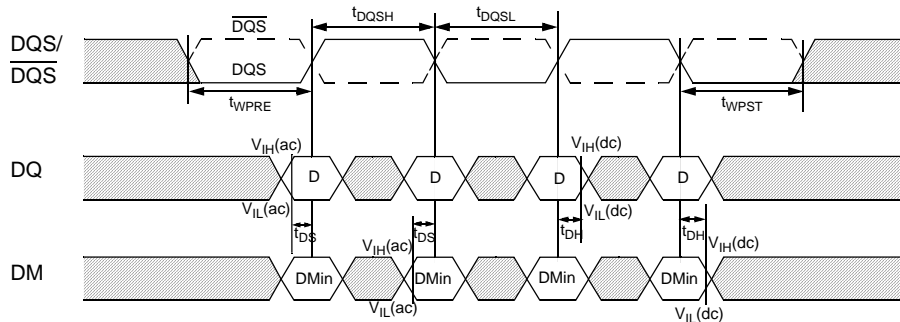 DQS
tDQSH
tDQSL
DQS/
DQS
DQS
tWPRE
tWPST
VIH(ac)
VIH(dc)
DQ
D
D
D
D
VIL(ac)
VIL(dc)
tDS
VIH(ac)
tDS
tDH
tDH
VIH(dc)
DM
DMin
DMin
DMin
DMin
VIL(ac)
VIL(dc)